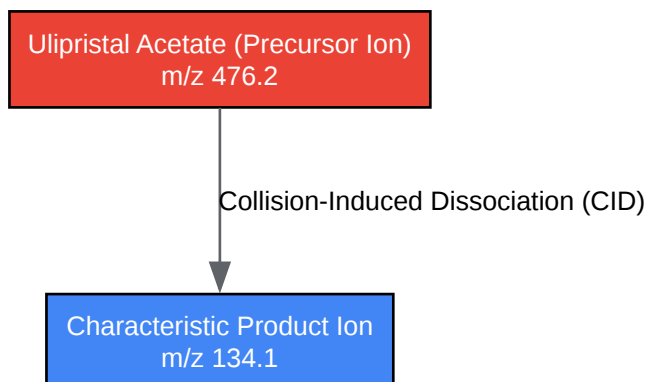 Ulipristal Acetate (Precursor Ion)
m/z 476.2
Collision-Induced Dissociation (CID)
Characteristic Product Ion
m/z 134.1